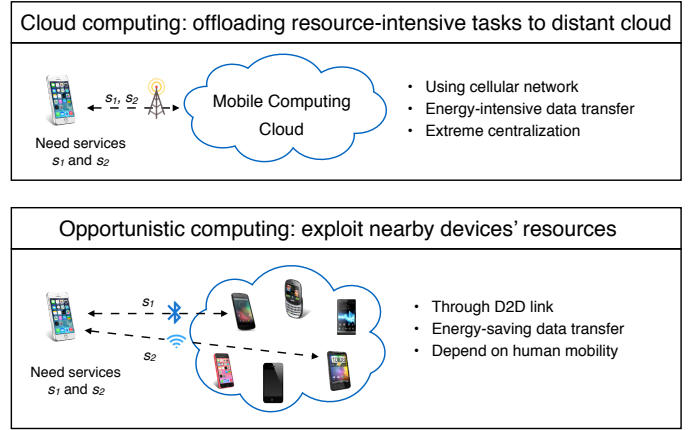 Cloud computing: offloading resource-intensive tasks to distant cloud
s1, s2
Mobile Computing
Cloud
Need services
s1 and s2
• Using cellular network
• Energy-intensive data transfer
• Extreme centralization
Opportunistic computing: exploit nearby devices' resources
s1
s2
Need services
s1 and s2
• Through D2D link
• Energy-saving data transfer
• Depend on human mobility